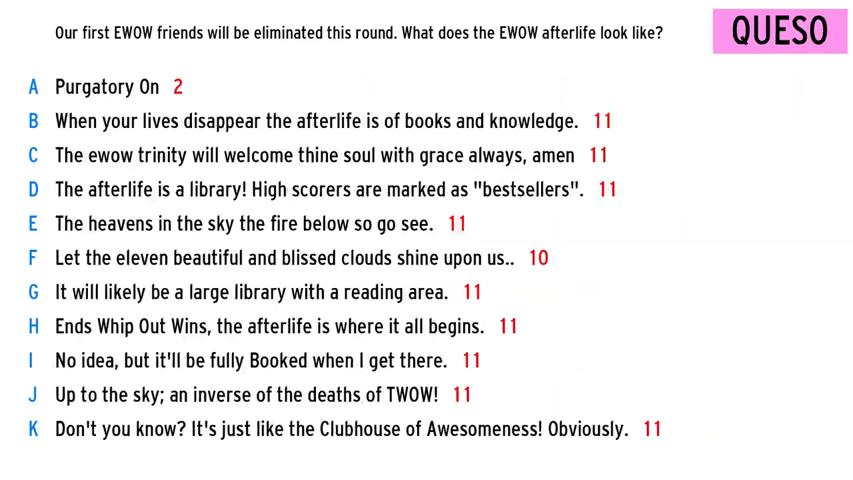 Our first EWOW friends will be eliminated this round. What does the EWOW afterlife look like?
QUESO
A Purgatory On 2
B When your lives disappear the afterlife is of books and knowledge. 11
C The ewow trinity will welcome thine soul with grace always, amen 11
D The afterlife is a library! High scorers are marked as "bestsellers". 11
E The heavens in the sky the fire below so go see. 11
F Let the eleven beautiful and blissed clouds shine upon us.. 10
G It will likely be a large library with a reading area. 11
H Ends Whip Out Wins, the afterlife is where it all begins. 11
I No idea, but it'll be fully Booked when I get there. 11
J Up to the sky; an inverse of the deaths of TWOW! 11
K Don't you know? It's just like the Clubhouse of Awesomeness! Obviously. 11